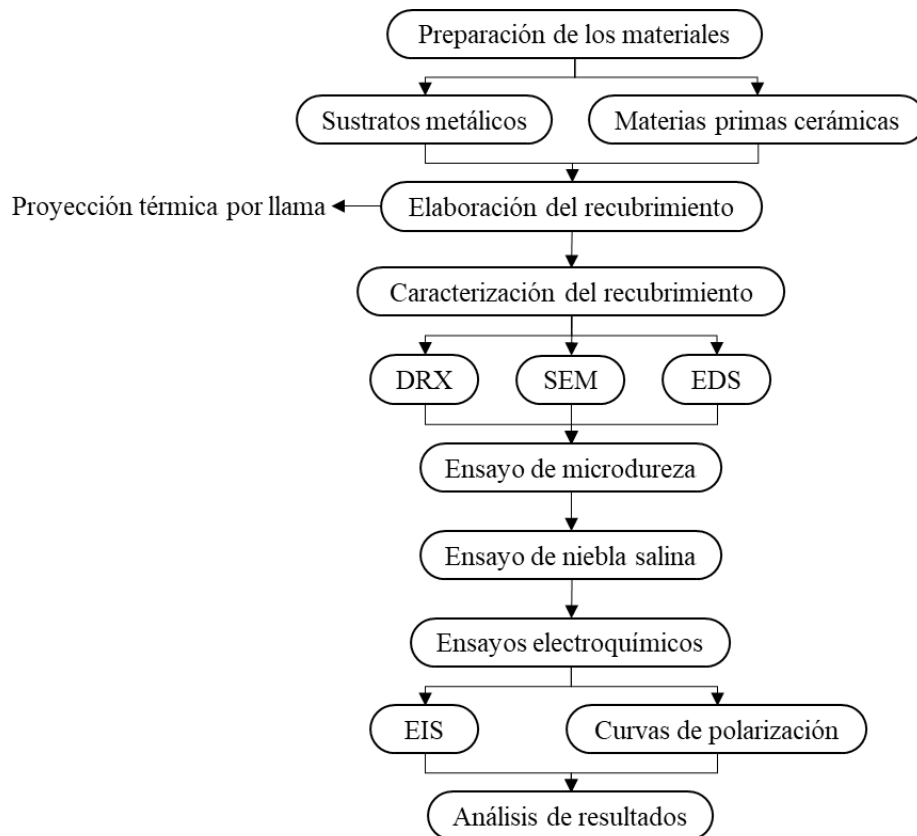 Preparación de los materiales
Sustratos metálicos
Materias primas cerámicas
Proyección térmica por llama
Elaboración del recubrimiento
Caracterización del recubrimiento
DRX
SEM
EDS
Ensayo de microdureza
Ensayo de niebla salina
Ensayos electroquímicos
EIS
Curvas de polarización
Análisis de resultados